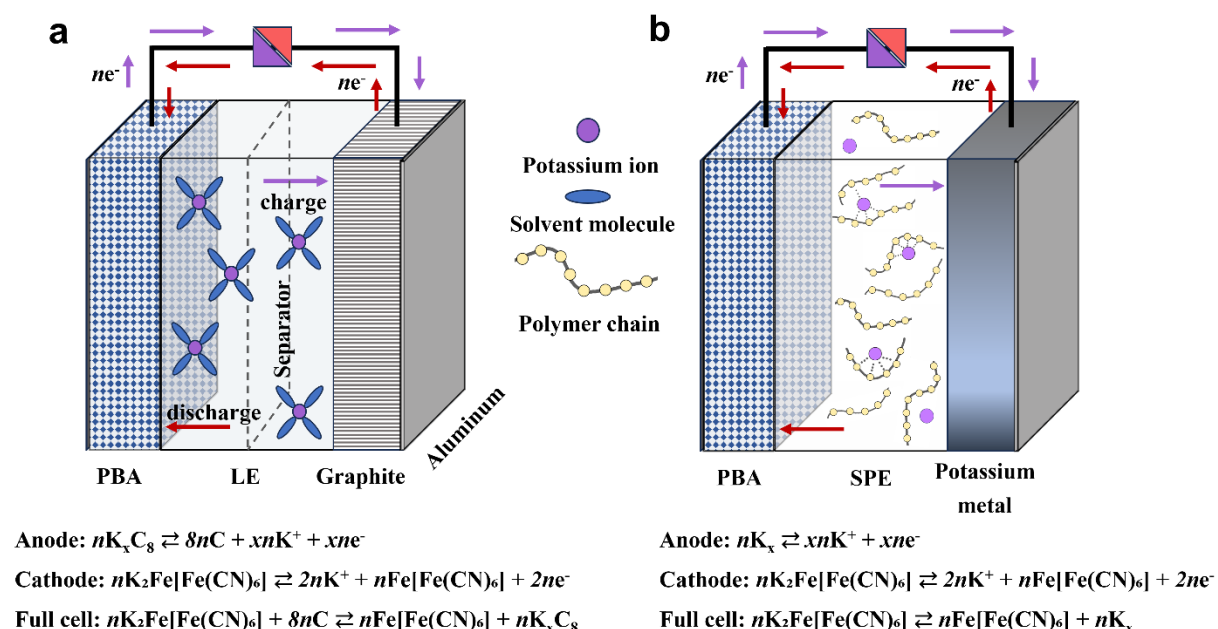 a
ne⁻
ne⁻
charge
Separator
discharge
PBA
LE
Graphite
Aluminum
Potassium ion
Solvent molecule
Polymer chain
b
ne⁻
ne⁻
PBA
SPE
Potassium
metal
Anode: nKₓC₈ ⇄ 8nC + xnK⁺ + xne⁻
Cathode: nK₂Fe[Fe(CN)₆] ⇄ 2nK⁺ + nFe[Fe(CN)₆] + 2ne⁻
Full cell: nK₂Fe[Fe(CN)₆] + 8nC ⇄ nFe[Fe(CN)₆] + nKₓC₈
Anode: nKₓ ⇄ xnK⁺ + xne⁻
Cathode: nK₂Fe[Fe(CN)₆] ⇄ 2nK⁺ + nFe[Fe(CN)₆] + 2ne⁻
Full cell: nK₂Fe[Fe(CN)₆] ⇄ nFe[Fe(CN)₆] + nKₓ